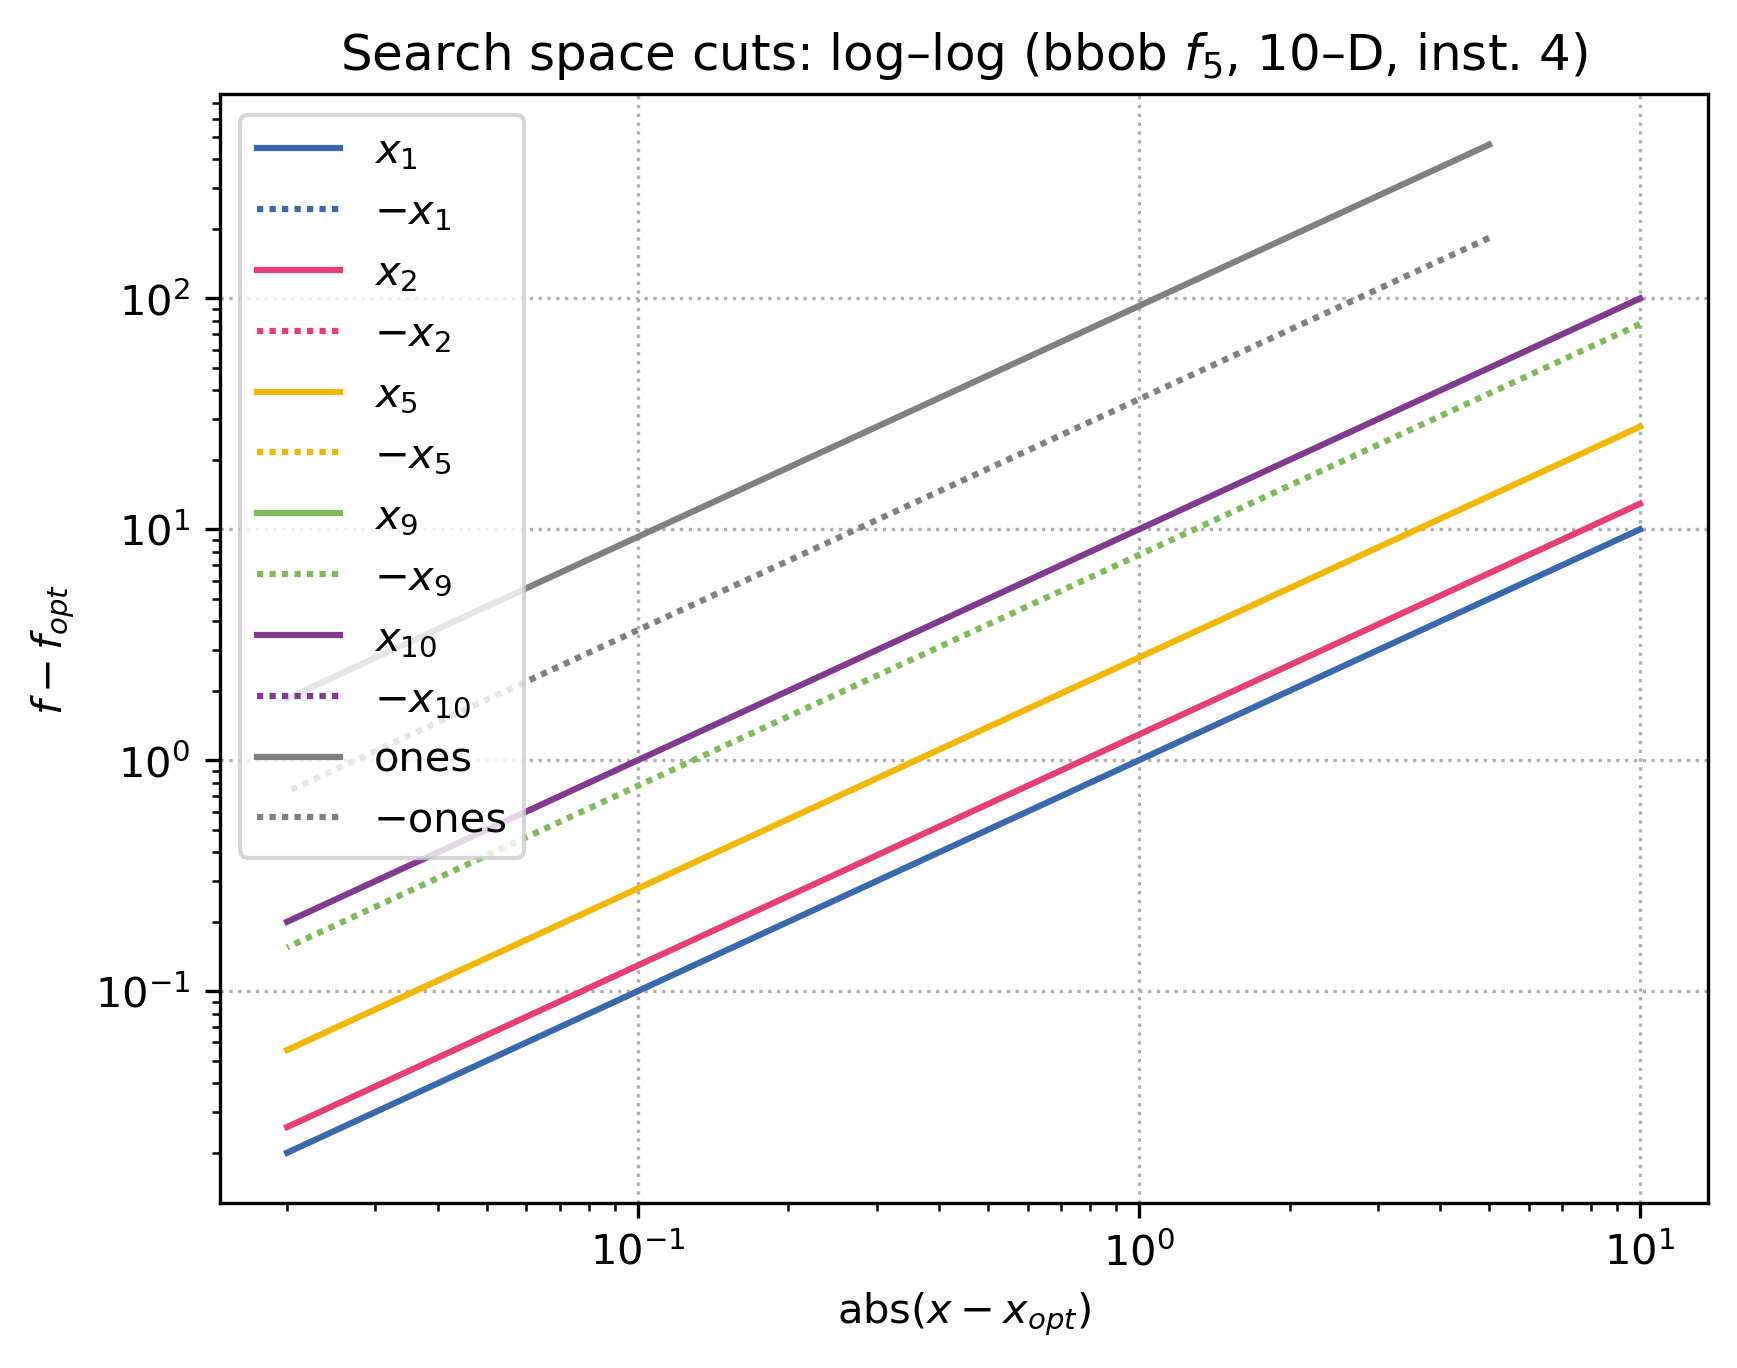 Search space cuts: log–log (bbob $f_5$, 10–D, inst. 4)
$x_1$
$-x_1$
$x_2$
$-x_2$
$x_5$
$-x_5$
$x_9$
$-x_9$
$x_{10}$
$-x_{10}$
ones
−ones
$f - f_{opt}$
$10^2$
$10^1$
$10^0$
$10^{-1}$
$10^{-1}$ $10^0$ $10^1$
abs($x - x_{opt}$)